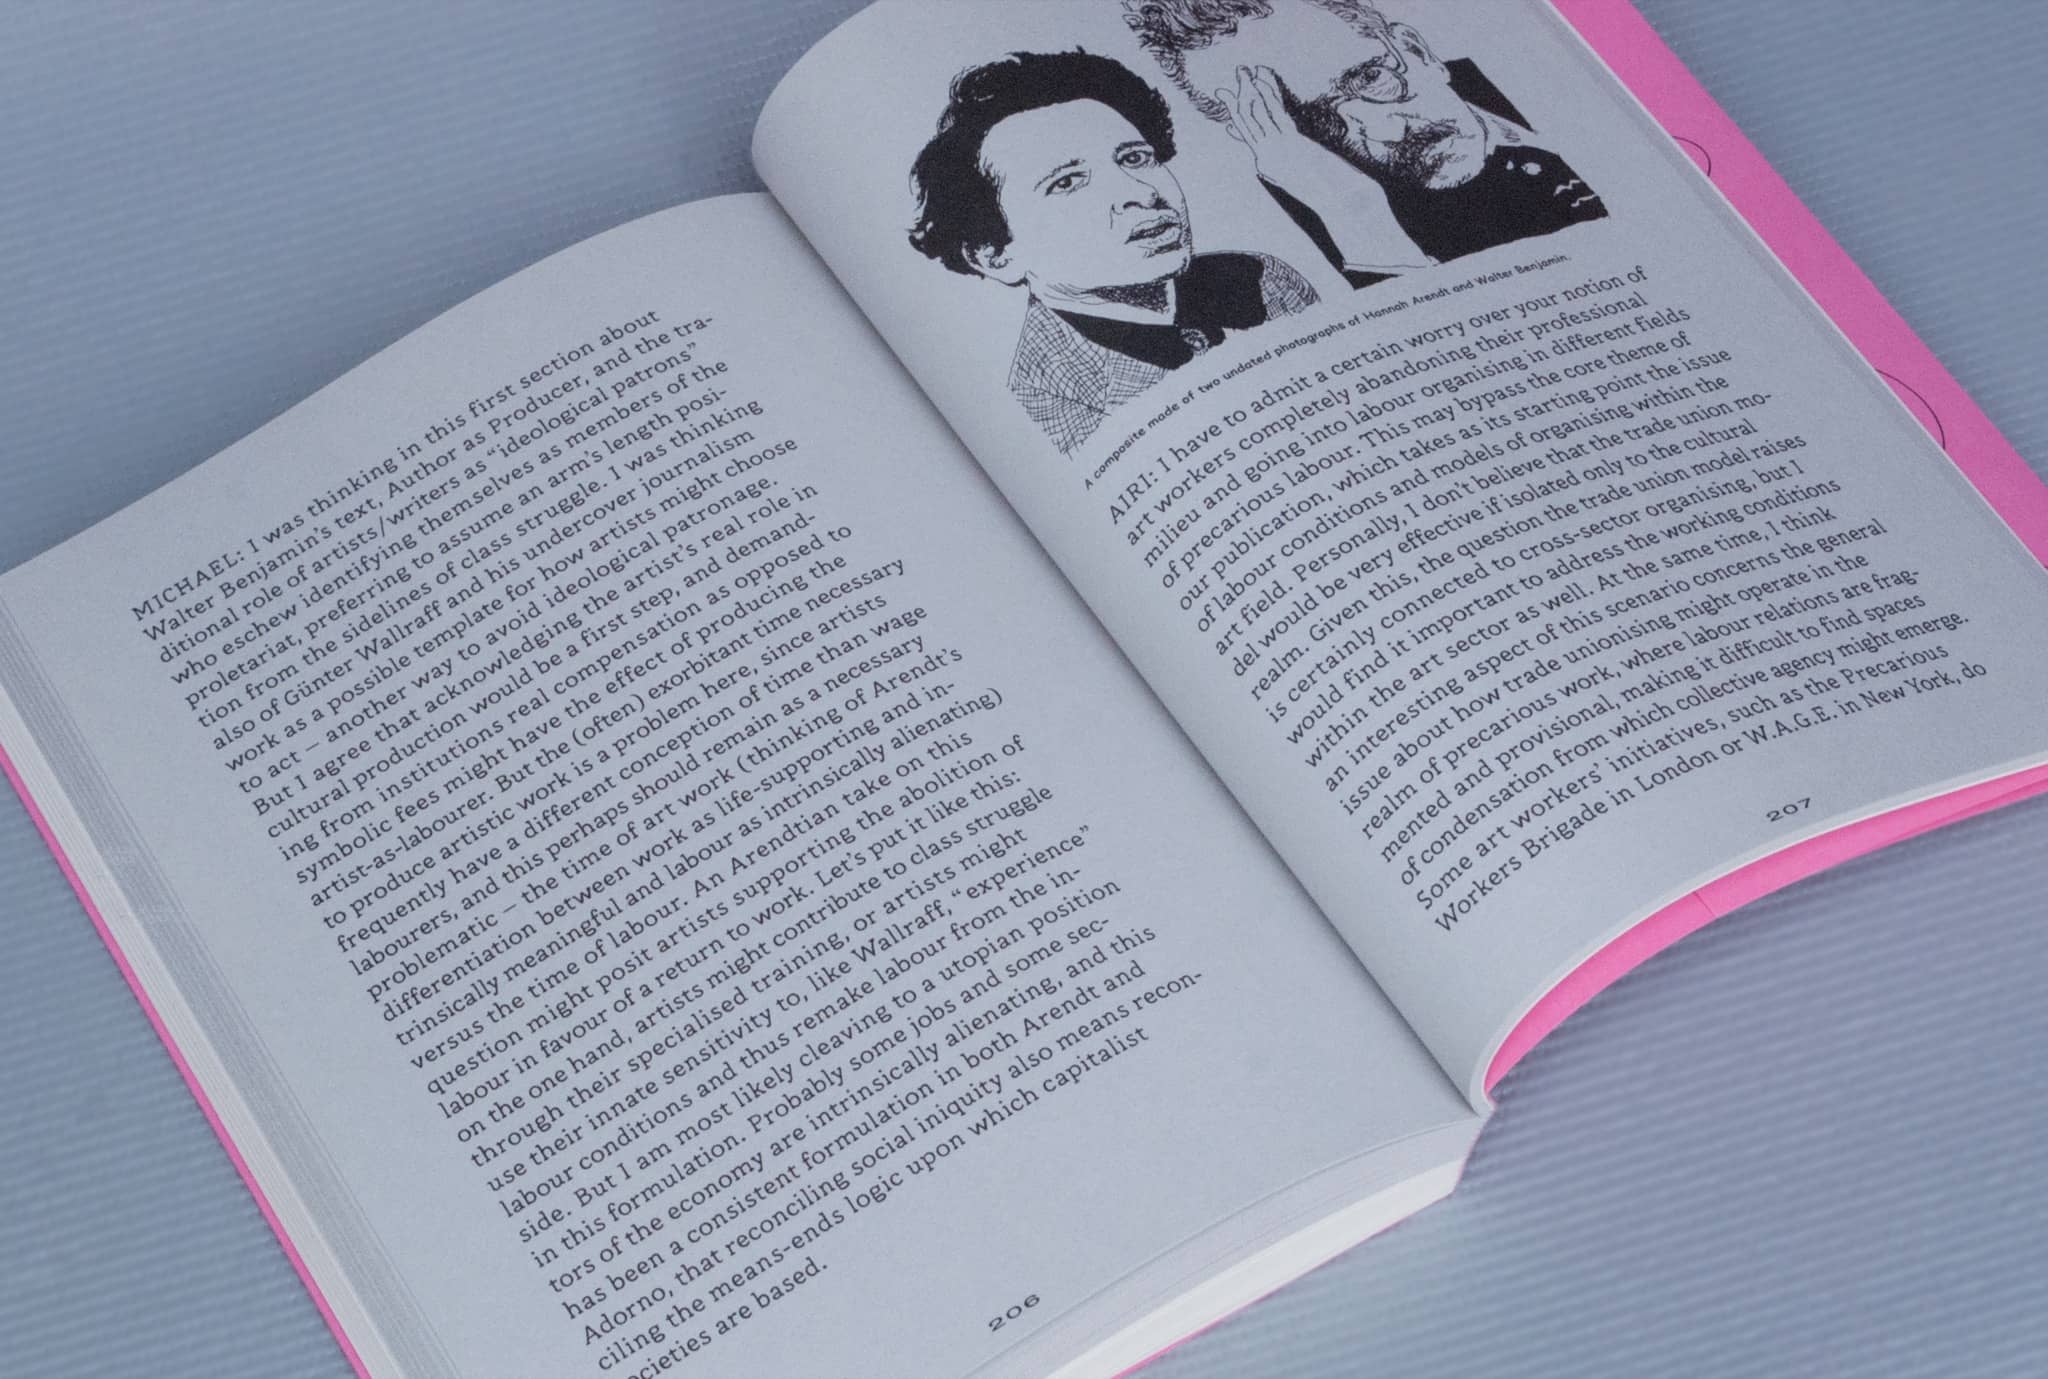 MICHAEL: I was thinking in this first section about
Walter Benjamin's text, Author as Producer, and the tra-
ditional role of artists/writers as "ideological patrons"
who eschew identifying themselves as members of the
proletariat, preferring to assume an arm's length posi-
tion from the sidelines of class struggle. I was thinking
also of Günter Wallraff and his undercover journalism
work as a possible template for how artists might choose
to act – another way to avoid ideological patronage.
But I agree that acknowledging the artist's real role in
cultural production would be a first step, and demand-
ing from institutions real compensation as opposed to
symbolic fees might have the effect of producing the
artist-as-labourer. But the (often) exorbitant time necessary
to produce artistic work is a problem here, since artists
frequently have a different conception of time than wage
labourers, and this perhaps should remain as a necessary
problematic – the time of art work (thinking of Arendt's
differentiation between work as life-supporting and in-
trinsically meaningful and labour as intrinsically alienating)
versus the time of labour. An Arendtian take on this
question might posit artists supporting the abolition of
labour in favour of a return to work. Let's put it like this:
on the one hand, artists might contribute to class struggle
through their specialised training, or artists might
use their innate sensitivity to, like Wallraff, "experience"
labour conditions and thus remake labour from the in-
side. But I am most likely cleaving to a utopian position
in this formulation. Probably some jobs and some sec-
tors of the economy are intrinsically alienating, and this
has been a consistent formulation in both Arendt and
Adorno, that reconciling social iniquity also means recon-
ciling the means-ends logic upon which capitalist
ocieties are based.
206
A composite made of two undated photographs of Hannah Arendt and Walter Benjamin.
AIRI: I have to admit a certain worry over your notion of
art workers completely abandoning their professional
milieu and going into labour organising in different fields
of precarious labour. This may bypass the core theme of
our publication, which takes as its starting point the issue
of labour conditions and models of organising within the
art field. Personally, I don't believe that the trade union mo-
del would be very effective if isolated only to the cultural
realm. Given this, the question the trade union model raises
is certainly connected to cross-sector organising, but I
would find it important to address the working conditions
within the art sector as well. At the same time, I think
an interesting aspect of this scenario concerns the general
issue about how trade unionising might operate in the
realm of precarious work, where labour relations are frag-
mented and provisional, making it difficult to find spaces
of condensation from which collective agency might emerge.
Some art workers' initiatives, such as the Precarious
Workers Brigade in London or W.A.G.E. in New York, do
207